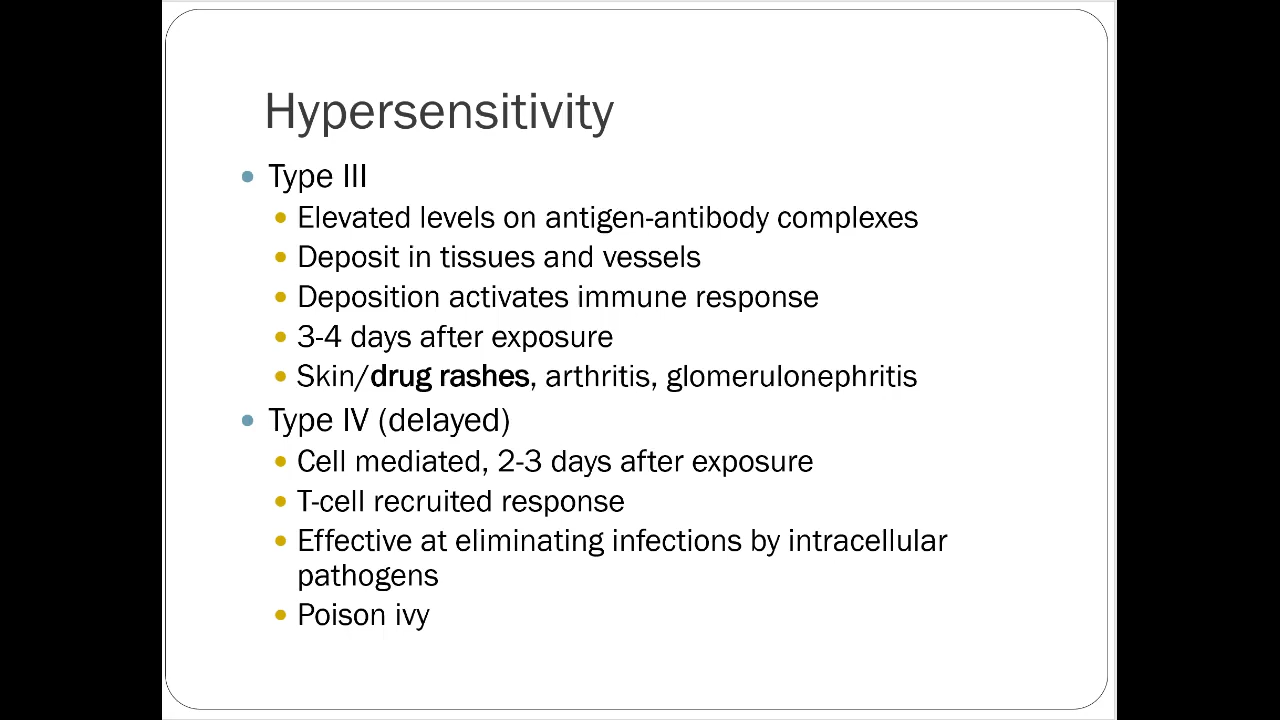 Hypersensitivity
Type III
Elevated levels on antigen-antibody complexes
Deposit in tissues and vessels
Deposition activates immune response
3-4 days after exposure
Skin/drug rashes, arthritis, glomerulonephritis
Type IV (delayed)
Cell mediated, 2-3 days after exposure
T-cell recruited response
Effective at eliminating infections by intracellular
pathogens
Poison ivy